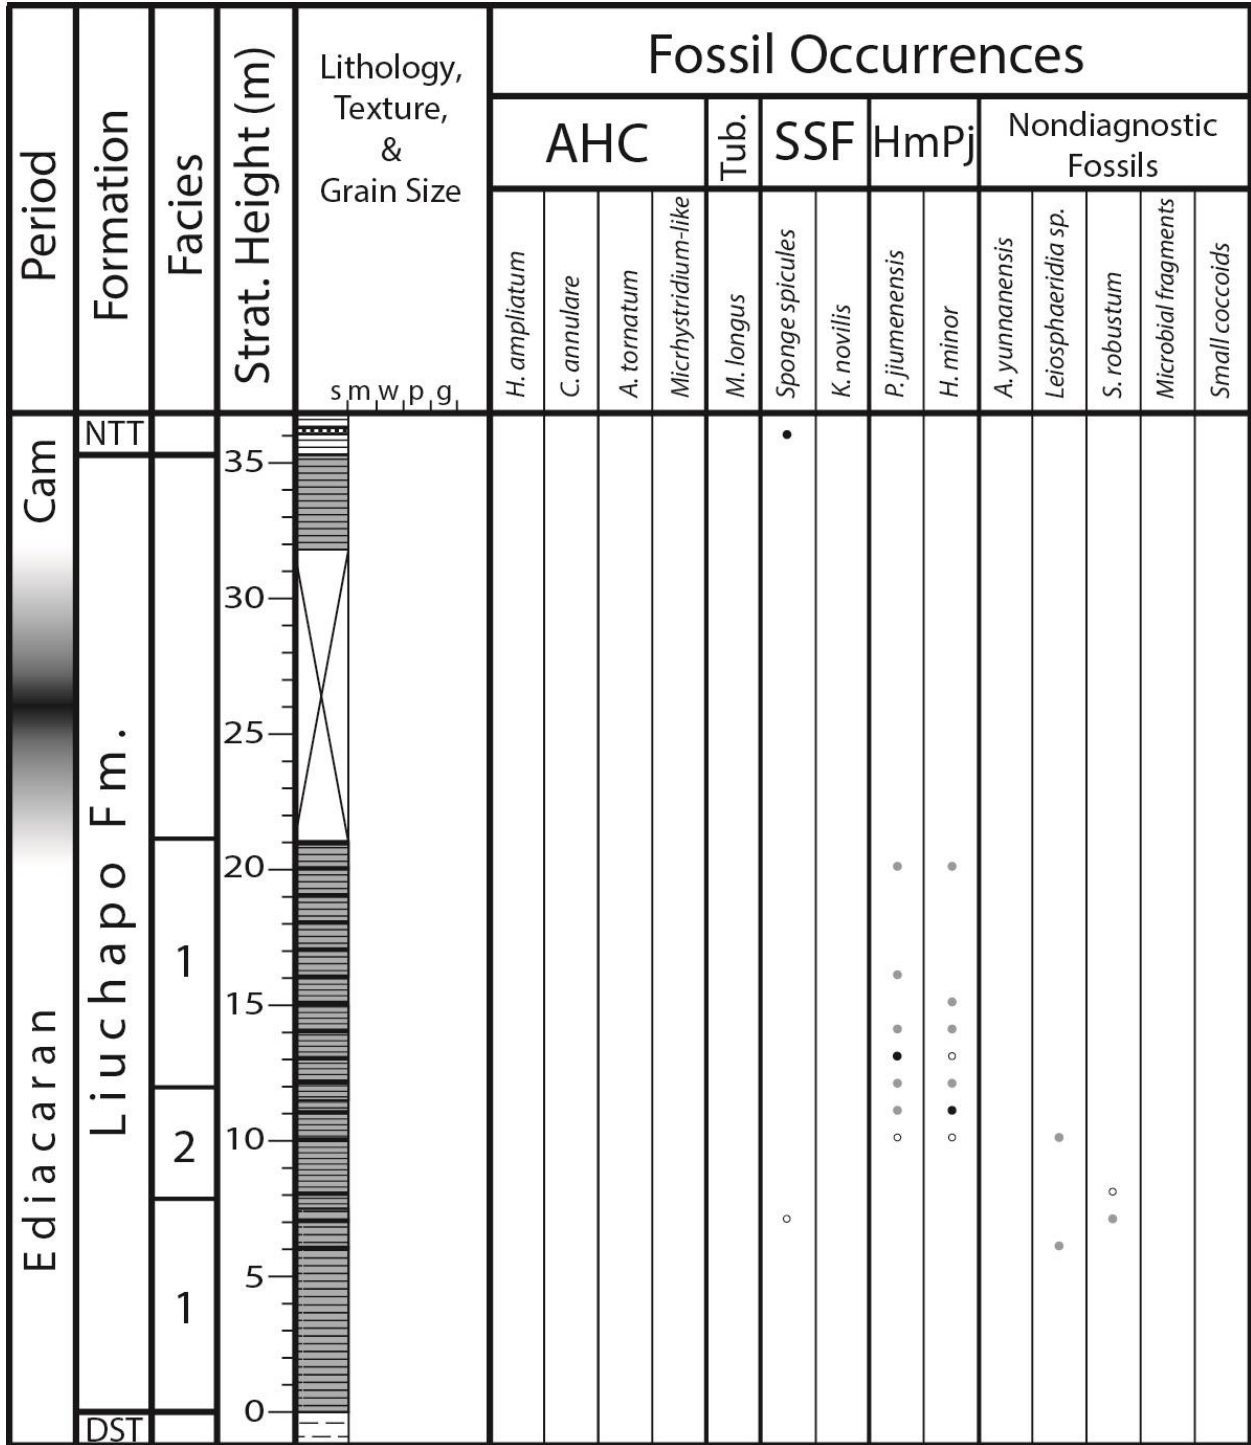 Period
Formation
Facies
Strat. Height (m)
Lithology,
Texture,
&
Grain Size
s m w p g
Fossil Occurrences
AHC
Tub.
SSF
HmPj
Nondiagnostic
Fossils
H. ampliatum
C. annulare
A. tornatum
Micrhystridium-like
M. longus
Sponge spicules
K. novilis
P. jiumenensis
H. minor
A. yunnanensis
Leiosphaeridia sp.
S. robustum
Microbial fragments
Small coccoids
Cam
Ediacaran
NTT
Liuchapo Fm.
DST
1
2
1
35
30
25
20
15
10
5
0